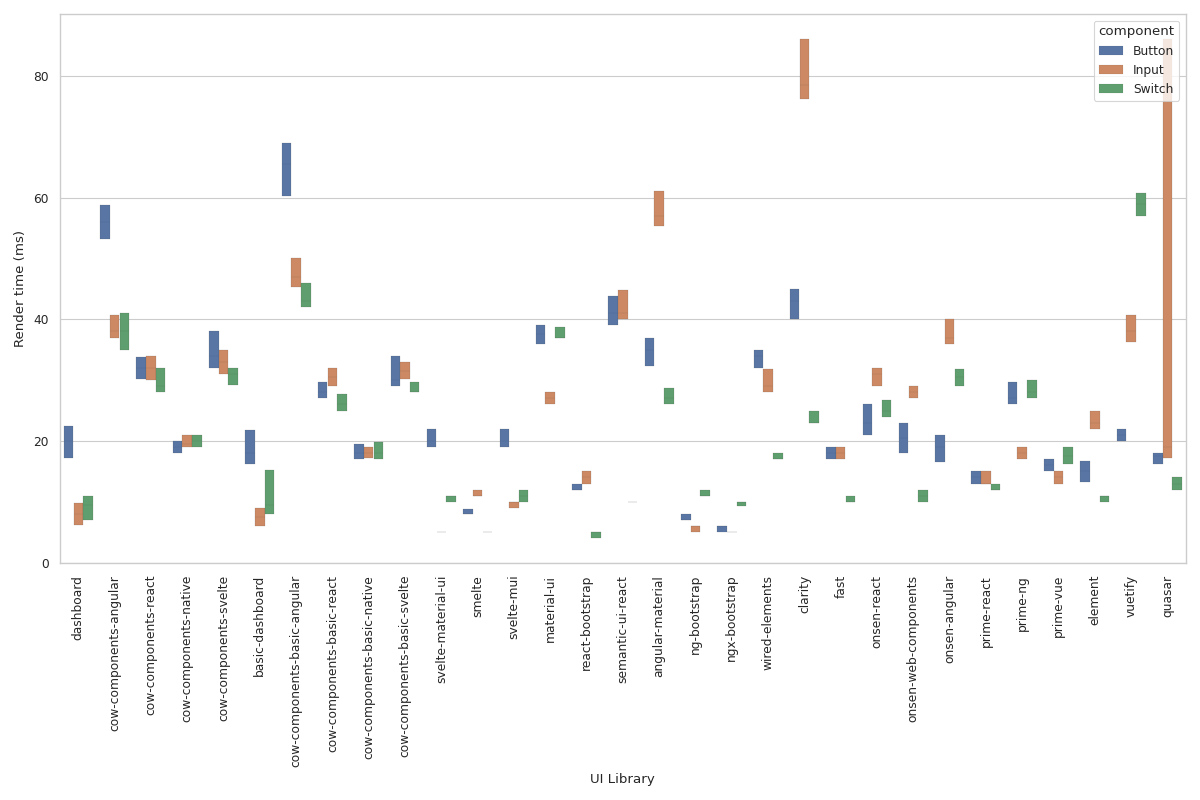 component
Button
Input
Switch
Render time (ms)
80
60
40
20
0
dashboard
cow-components-angular
cow-components-react
cow-components-native
cow-components-svelte
basic-dashboard
cow-components-basic-angular
cow-components-basic-react
cow-components-basic-native
cow-components-basic-svelte
svelte-material-ui
smelte
svelte-mui
material-ui
react-bootstrap
semantic-ui-react
angular-material
ng-bootstrap
ngx-bootstrap
wired-elements
clarity
fast
onsen-react
onsen-web-components
onsen-angular
prime-react
prime-ng
prime-vue
element
vuetify
quasar
UI Library